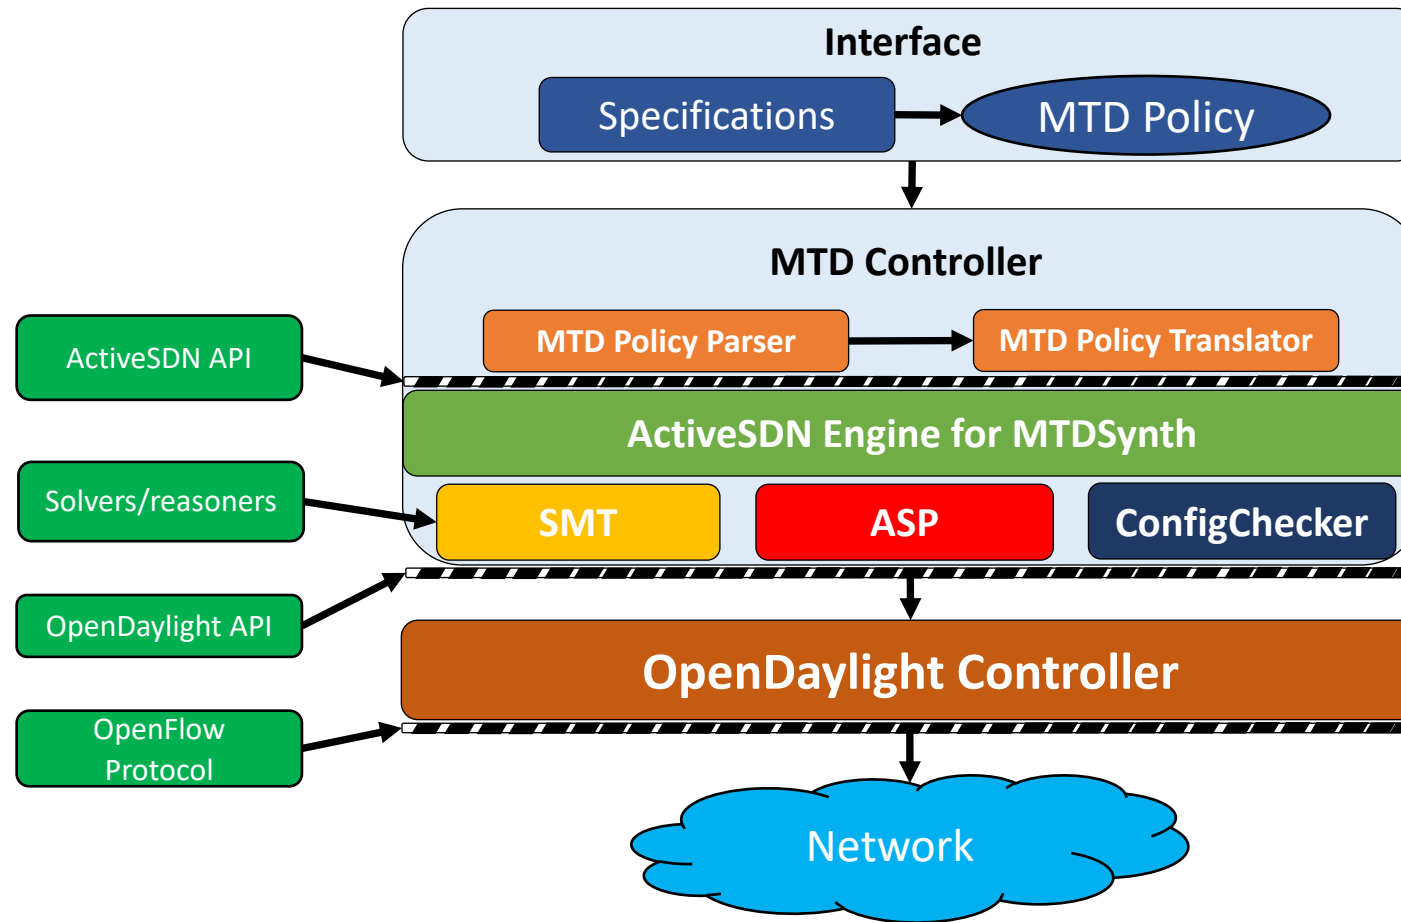 Interface
Specifications
MTD Policy
MTD Controller
MTD Policy Parser
MTD Policy Translator
ActiveSDN API
ActiveSDN Engine for MTDSynth
Solvers/reasoners
SMT
ASP
ConfigChecker
OpenDaylight API
OpenDaylight Controller
OpenFlow
Protocol
Network